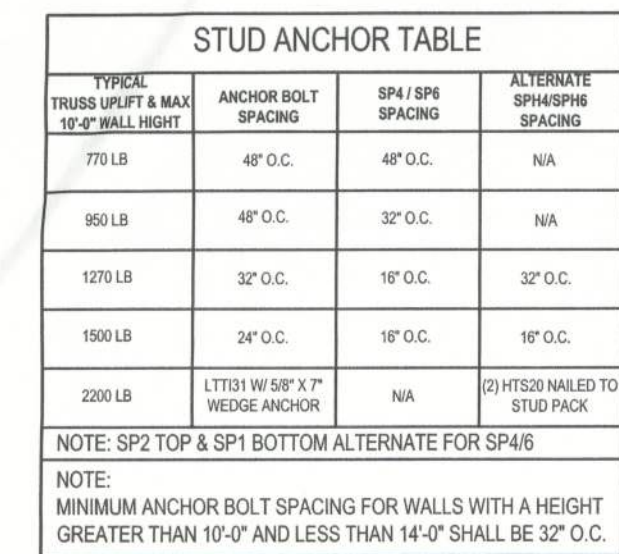 STUD ANCHOR TABLE
TYPICAL
TRUSS UPLIFT & MAX
10'-0" WALL HIGHT
ANCHOR BOLT
SPACING
SP4 / SP6
SPACING
ALTERNATE
SPH4/SPH6
SPACING
770 LB
48" O.C.
48" O.C.
N/A
950 LB
48" O.C.
32" O.C.
N/A
1270 LB
32" O.C.
16" O.C.
32" O.C.
1500 LB
24" O.C.
16" O.C.
16" O.C.
2200 LB
LTTI31 W/ 5/8" X 7"
WEDGE ANCHOR
N/A
(2) HTS20 NAILED TO
STUD PACK
NOTE: SP2 TOP & SP1 BOTTOM ALTERNATE FOR SP4/6
NOTE:
MINIMUM ANCHOR BOLT SPACING FOR WALLS WITH A HEIGHT
GREATER THAN 10'-0" AND LESS THAN 14'-0" SHALL BE 32" O.C.